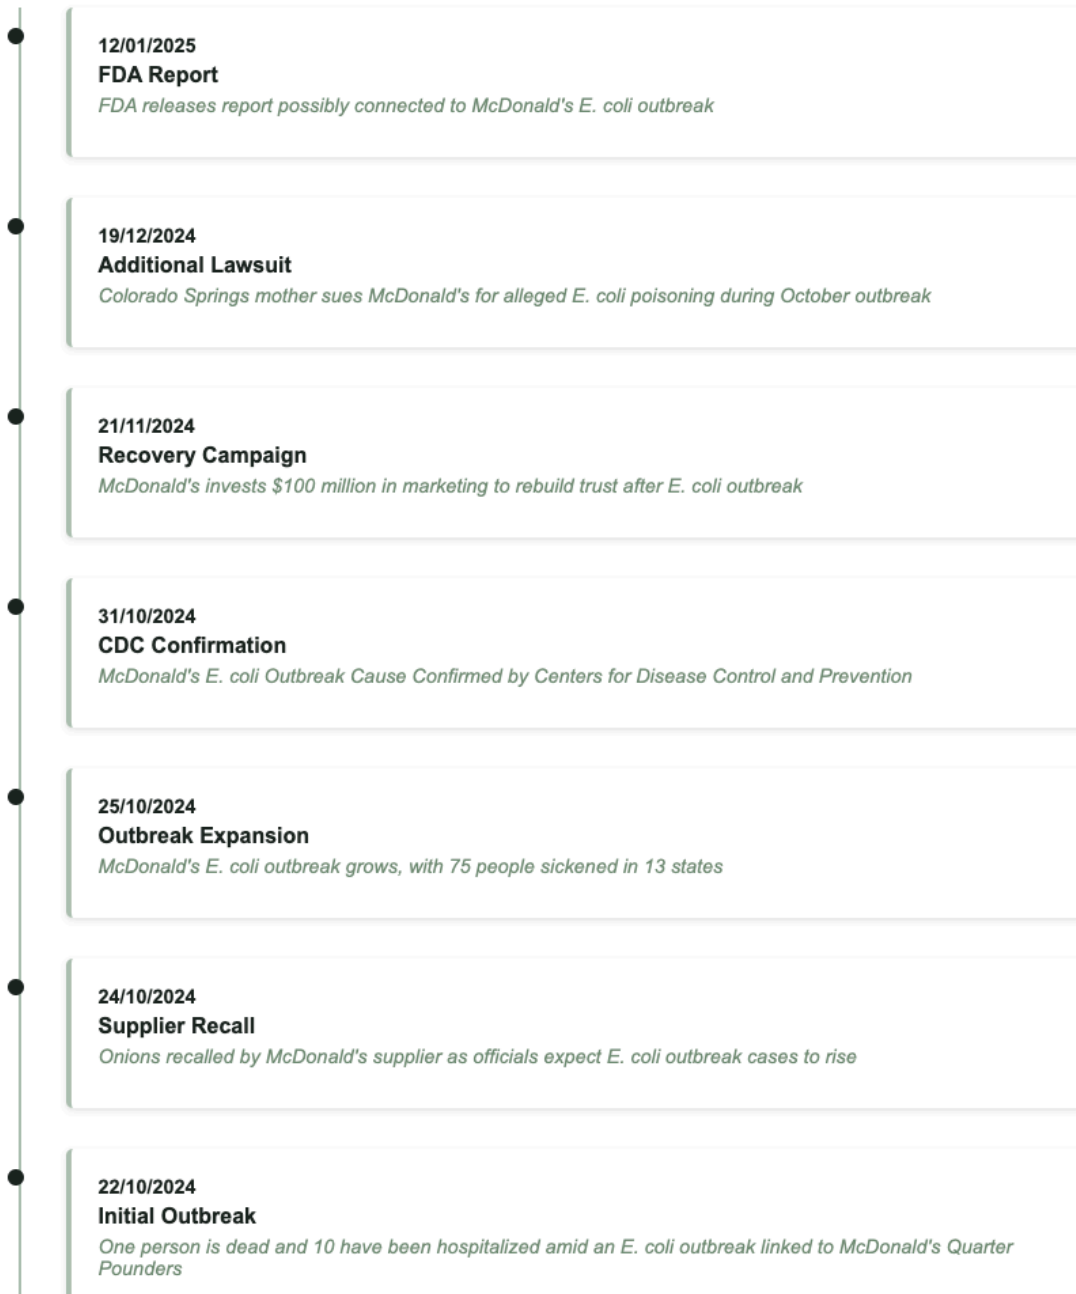 12/01/2025
FDA Report
FDA releases report possibly connected to McDonald's E. coli outbreak
19/12/2024
Additional Lawsuit
Colorado Springs mother sues McDonald's for alleged E. coli poisoning during October outbreak
21/11/2024
Recovery Campaign
McDonald's invests $100 million in marketing to rebuild trust after E. coli outbreak
31/10/2024
CDC Confirmation
McDonald's E. coli Outbreak Cause Confirmed by Centers for Disease Control and Prevention
25/10/2024
Outbreak Expansion
McDonald's E. coli outbreak grows, with 75 people sickened in 13 states
24/10/2024
Supplier Recall
Onions recalled by McDonald's supplier as officials expect E. coli outbreak cases to rise
22/10/2024
Initial Outbreak
One person is dead and 10 have been hospitalized amid an E. coli outbreak linked to McDonald's Quarter
Pounders